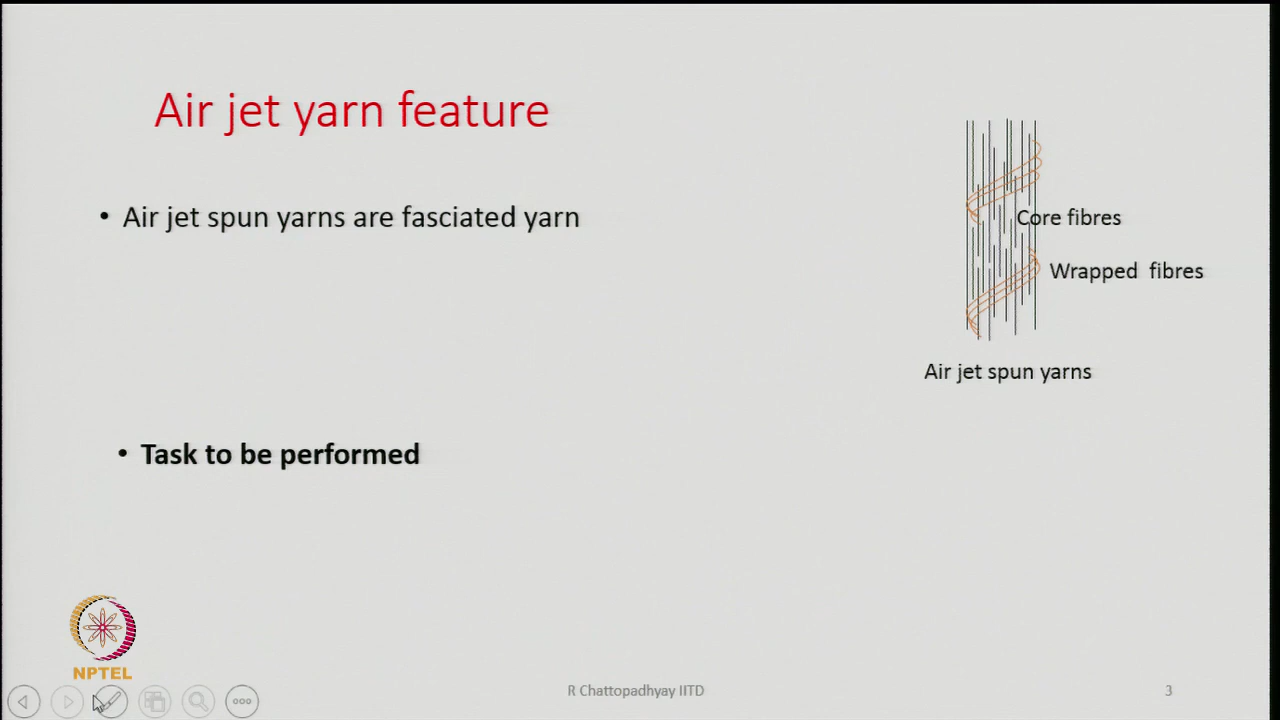 Air jet yarn feature
• Air jet spun yarns are fasciated yarn
Core fibres
Wrapped fibres
Air jet spun yarns
• Task to be performed
NPTEL
R Chattopadhyay IITD
3